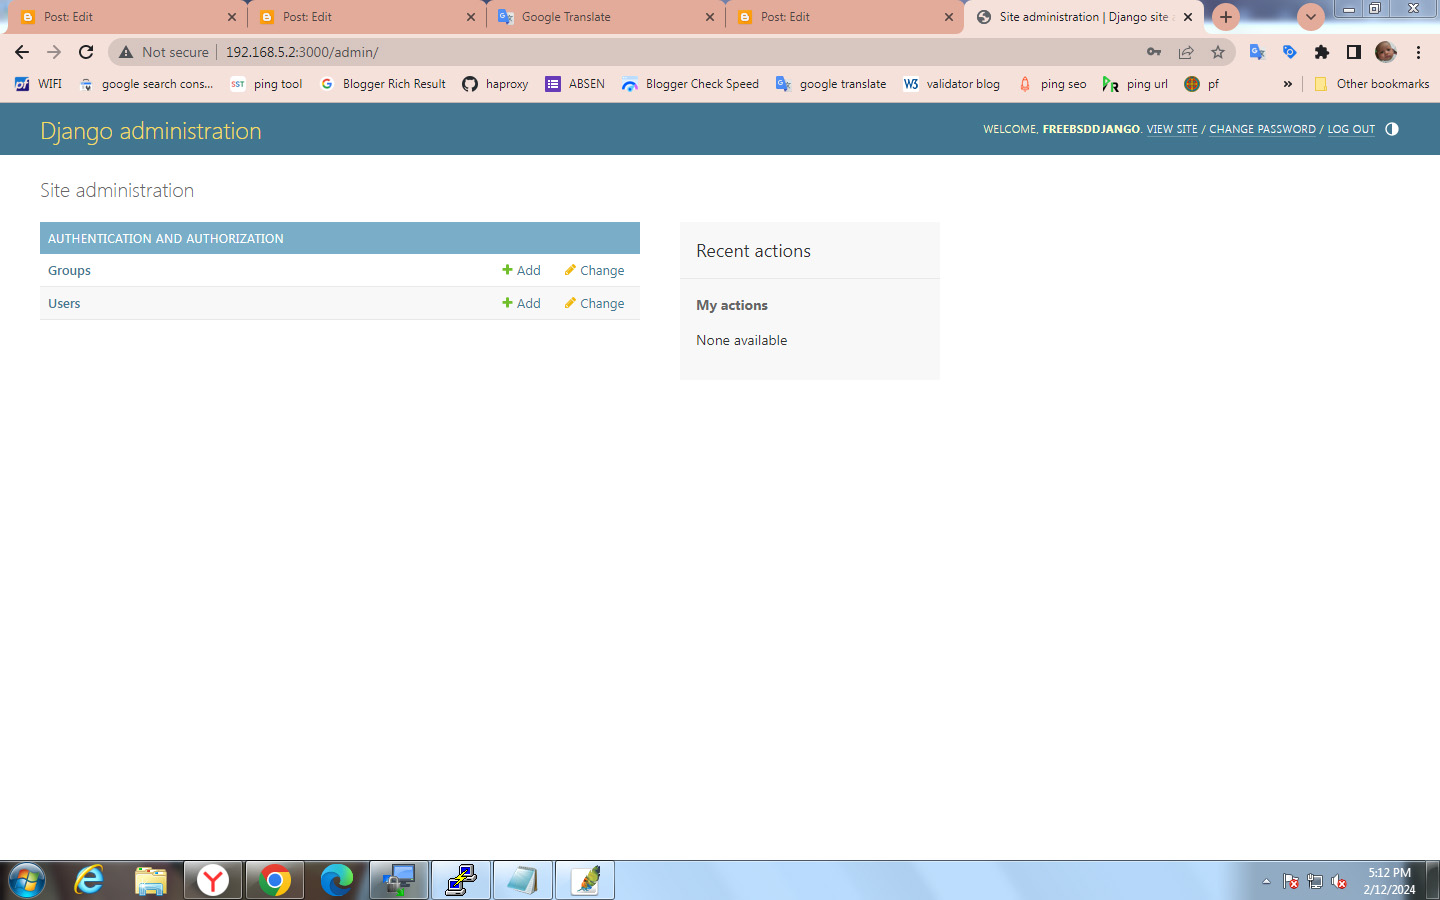 Post: Edit
Post: Edit
Google Translate
Post: Edit
Site administration | Django site
Not secure | 192.168.5.2:3000/admin/
WIFI
google search cons...
SST ping tool
Blogger Rich Result
haproxy
ABSEN
Blogger Check Speed
google translate
W3 validator blog
ping seo
ping url
pf
»
Other bookmarks
Django administration
WELCOME, FREEBSDDJANGO. VIEW SITE / CHANGE PASSWORD / LOG OUT
Site administration
AUTHENTICATION AND AUTHORIZATION
Groups Add Change
Users Add Change
Recent actions
My actions
None available
5:12 PM
2/12/2024